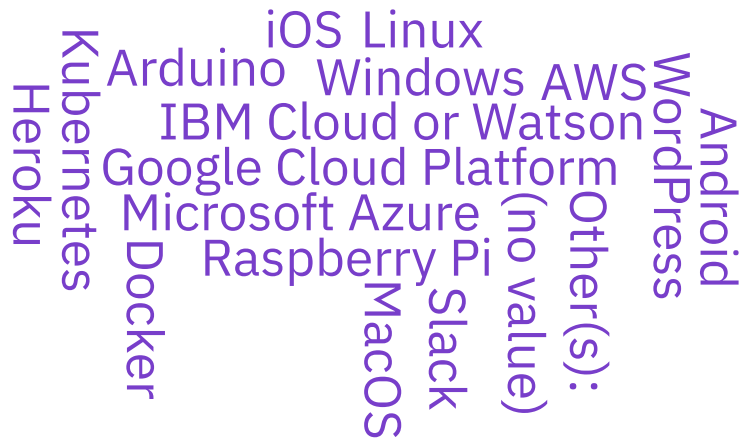 iOS
Linux
Arduino
Windows
AWS
IBM Cloud or Watson
Google Cloud Platform
Microsoft Azure
Raspberry Pi
Heroku
Kubernetes
Docker
MacOS
Slack
(no value)
Other(s):
WordPress
Android